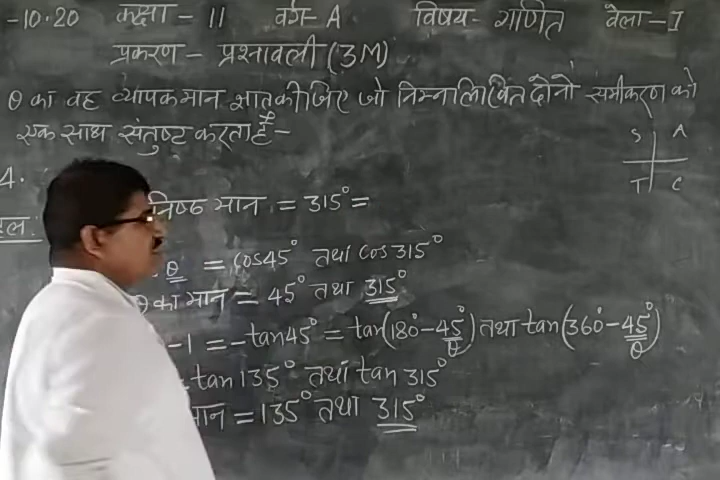 -10.20 कक्षा - 11 वर्ग - A विषय - गणित वेला - I
प्रकरण - प्रश्नावली (3M)
θ का वह व्यापक मान ज्ञात कीजिए जो निम्नलिखित दोनों समीकरण को
एक साथ संतुष्ट करता है -
S A
T C
4.
हल: निष्ठ मान = 315° =
θ = cos45° तथा cos 315°
θ का मान = 45° तथा 315°
-1 = -tan45° = tan(180°-45°) तथा tan(360°-45°)
θ θ
= tan 135° तथा tan 315°
मान = 135° तथा 315°